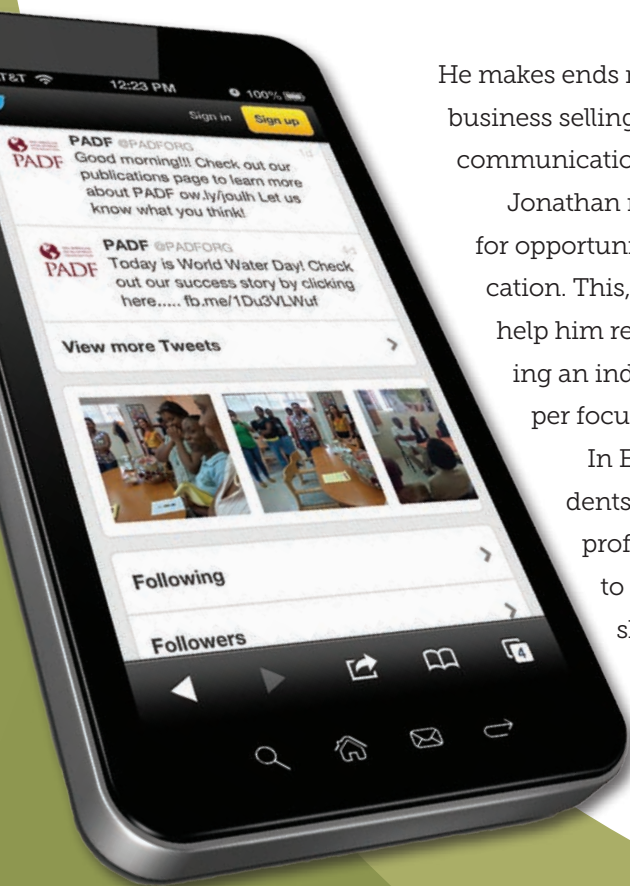 AT&T 12:23 PM 100%
Sign in Sign up
PADF
PADF @PADFORG 1d
Good morning!!! Check out our
publications page to learn more
about PADF ow.ly/joulh Let us
know what you think!
PADF
PADF @PADFORG
Today is World Water Day! Check
out our success story by clicking
here..... fb.me/1Du3VLWuf
View more Tweets
Following
Followers
4
He makes ends
business selling
communicatio
Jonathan
for opportuni
cation. This,
help him re
ing an ind
per focu
In E
dents
prof
to
sl